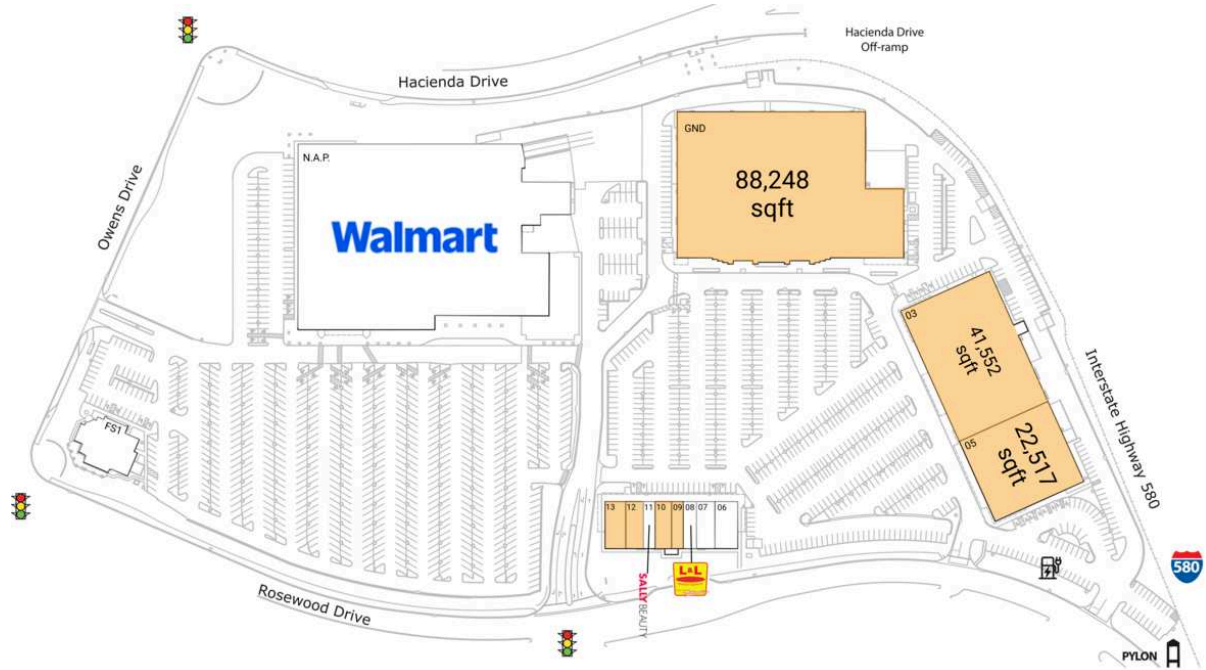 Hacienda Drive
Off-ramp
Hacienda Drive
GND
88,248
sqft
N.A.P.
Walmart
Owens Drive
03
41,552
sqft
Interstate Highway 580
05
22,517
sqft
FS1
13
12
11
10
09
08
07
06
L&L
SALLY BEAUTY
580
Rosewood Drive
PYLON